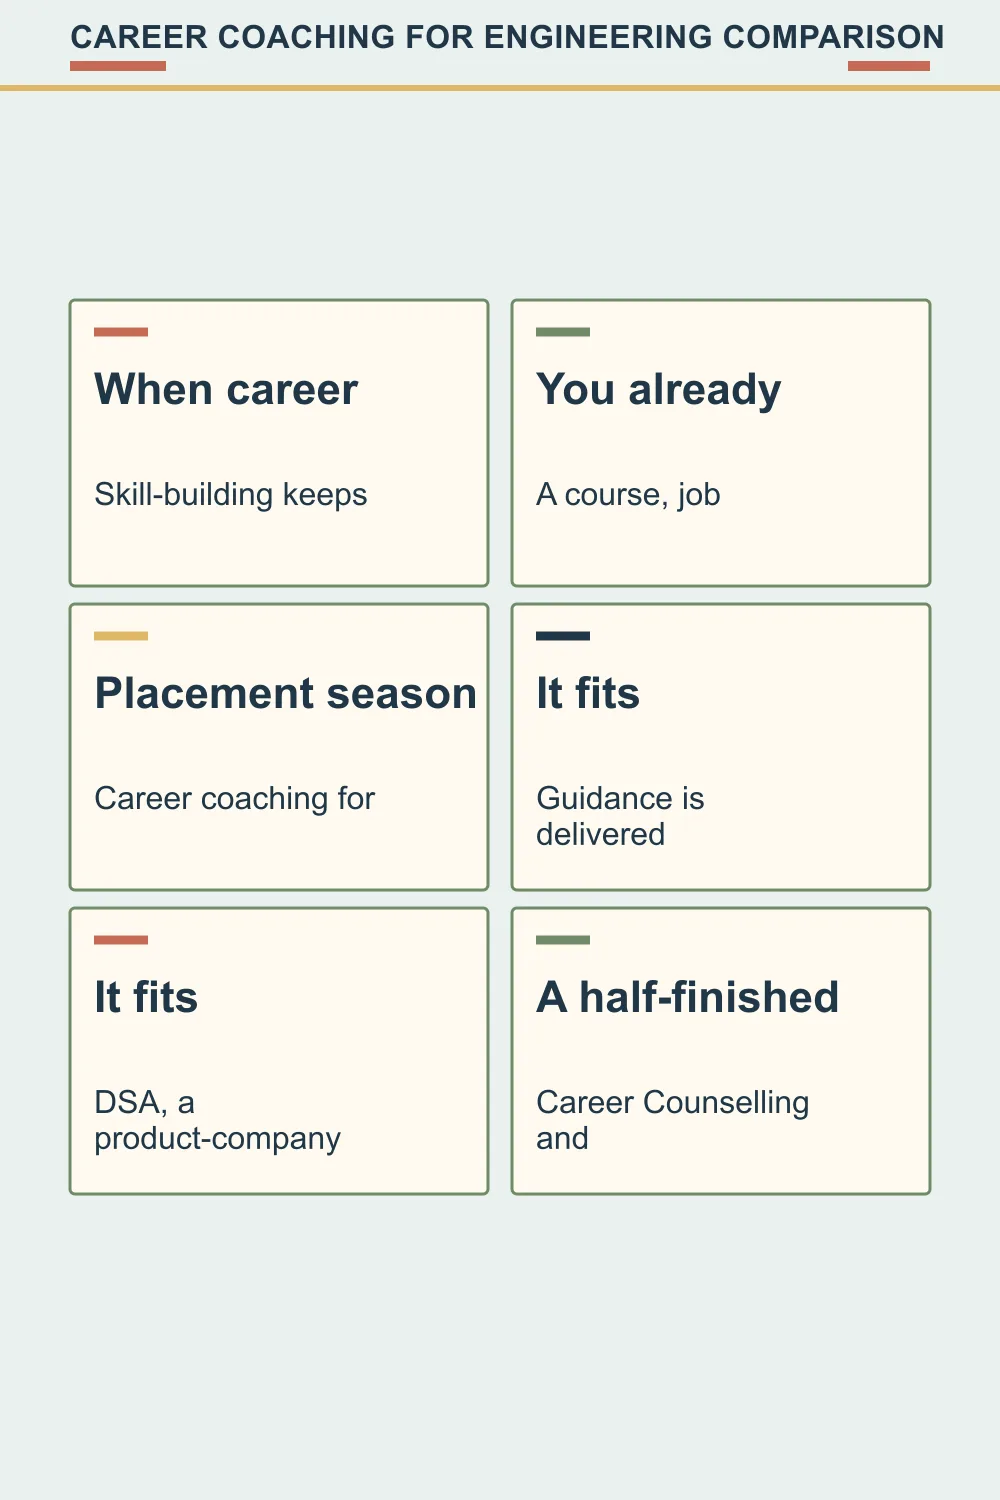 CAREER COACHING FOR ENGINEERING COMPARISON
When career
Skill-building keeps
You already
A course, job
Placement season
Career coaching for
It fits
Guidance is
delivered
It fits
DSA, a
product-company
A half-finished
Career Counselling
and